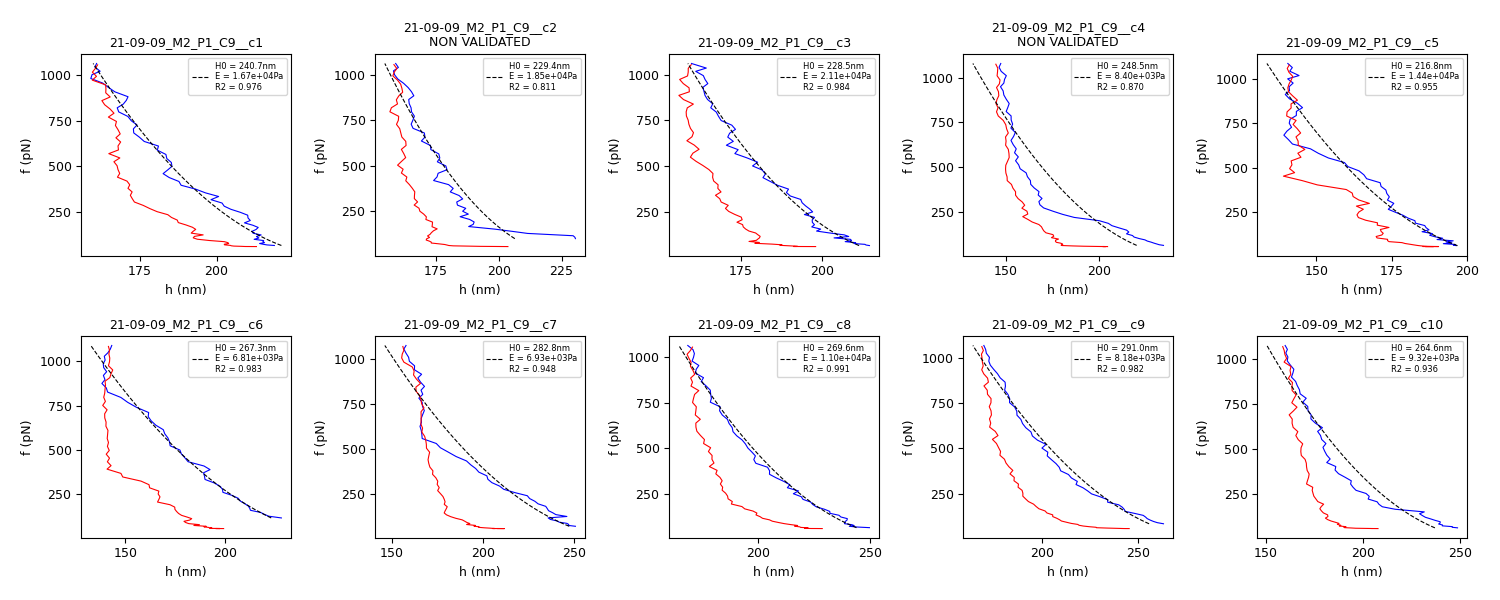 21-09-09_M2_P1_C9__c1
H0 = 240.7nm
E = 1.67e+04Pa
R2 = 0.976
f (pN)
1000
750
500
250
175
200
h (nm)
21-09-09_M2_P1_C9__c2
NON VALIDATED
H0 = 229.4nm
E = 1.85e+04Pa
R2 = 0.811
f (pN)
1000
750
500
250
175
200
225
h (nm)
21-09-09_M2_P1_C9__c3
H0 = 228.5nm
E = 2.11e+04Pa
R2 = 0.984
f (pN)
1000
750
500
250
175
200
h (nm)
21-09-09_M2_P1_C9__c4
NON VALIDATED
H0 = 248.5nm
E = 8.40e+03Pa
R2 = 0.870
f (pN)
1000
750
500
250
150
200
h (nm)
21-09-09_M2_P1_C9__c5
H0 = 216.8nm
E = 1.44e+04Pa
R2 = 0.955
f (pN)
1000
750
500
250
150
175
200
h (nm)
21-09-09_M2_P1_C9__c6
H0 = 267.3nm
E = 6.81e+03Pa
R2 = 0.983
f (pN)
1000
750
500
250
150
200
h (nm)
21-09-09_M2_P1_C9__c7
H0 = 282.8nm
E = 6.93e+03Pa
R2 = 0.948
f (pN)
1000
750
500
250
150
200
250
h (nm)
21-09-09_M2_P1_C9__c8
H0 = 269.6nm
E = 1.10e+04Pa
R2 = 0.991
f (pN)
1000
750
500
250
200
250
h (nm)
21-09-09_M2_P1_C9__c9
H0 = 291.0nm
E = 8.18e+03Pa
R2 = 0.982
f (pN)
1000
750
500
250
200
250
h (nm)
21-09-09_M2_P1_C9__c10
H0 = 264.6nm
E = 9.32e+03Pa
R2 = 0.936
f (pN)
1000
750
500
250
150
200
250
h (nm)